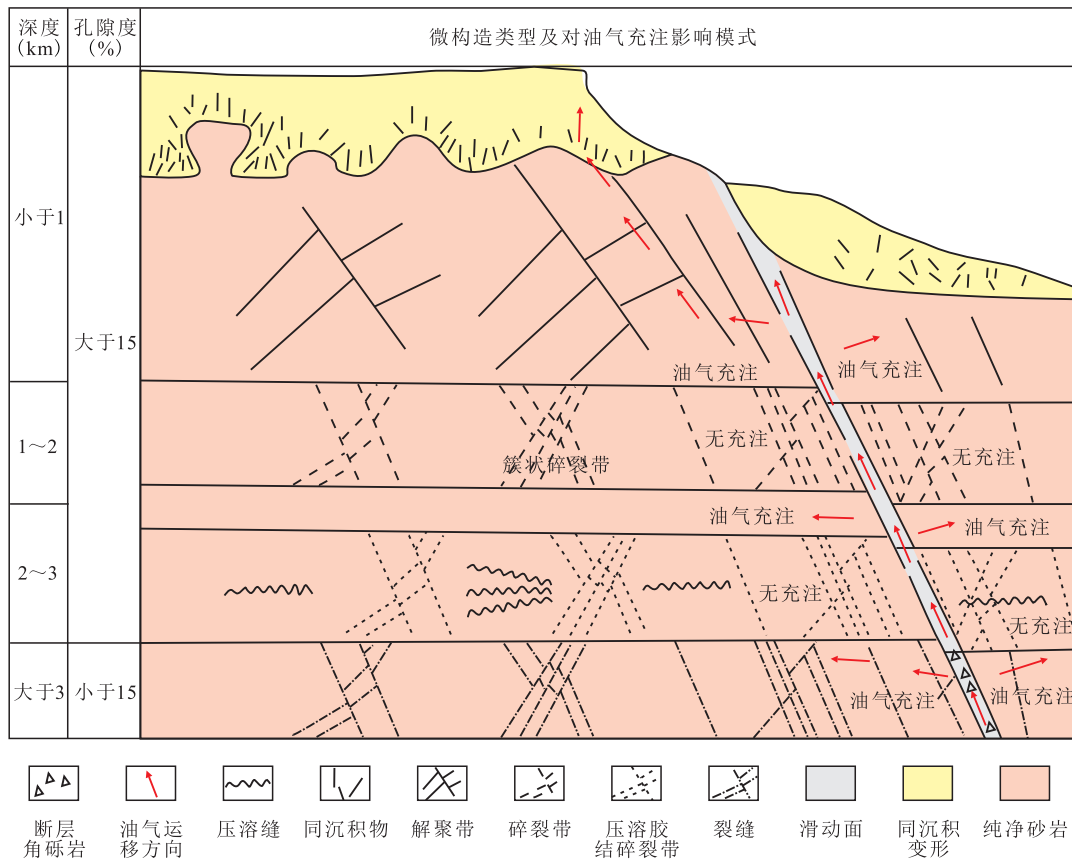 深度
(km)
孔隙度
(%)
微构造类型及对油气充注影响模式
小于1
大于15
油气充注
油气充注
1～2
无充注
簇状碎裂带
无充注
油气充注
油气充注
2～3
无充注
无充注
大于3
小于15
油气充注
油气充注
断层
角砾岩
油气运
移方向
压溶缝
同沉积物
解聚带
碎裂带
压溶胶
结碎裂带
裂缝
滑动面
同沉积
变形
纯净砂岩